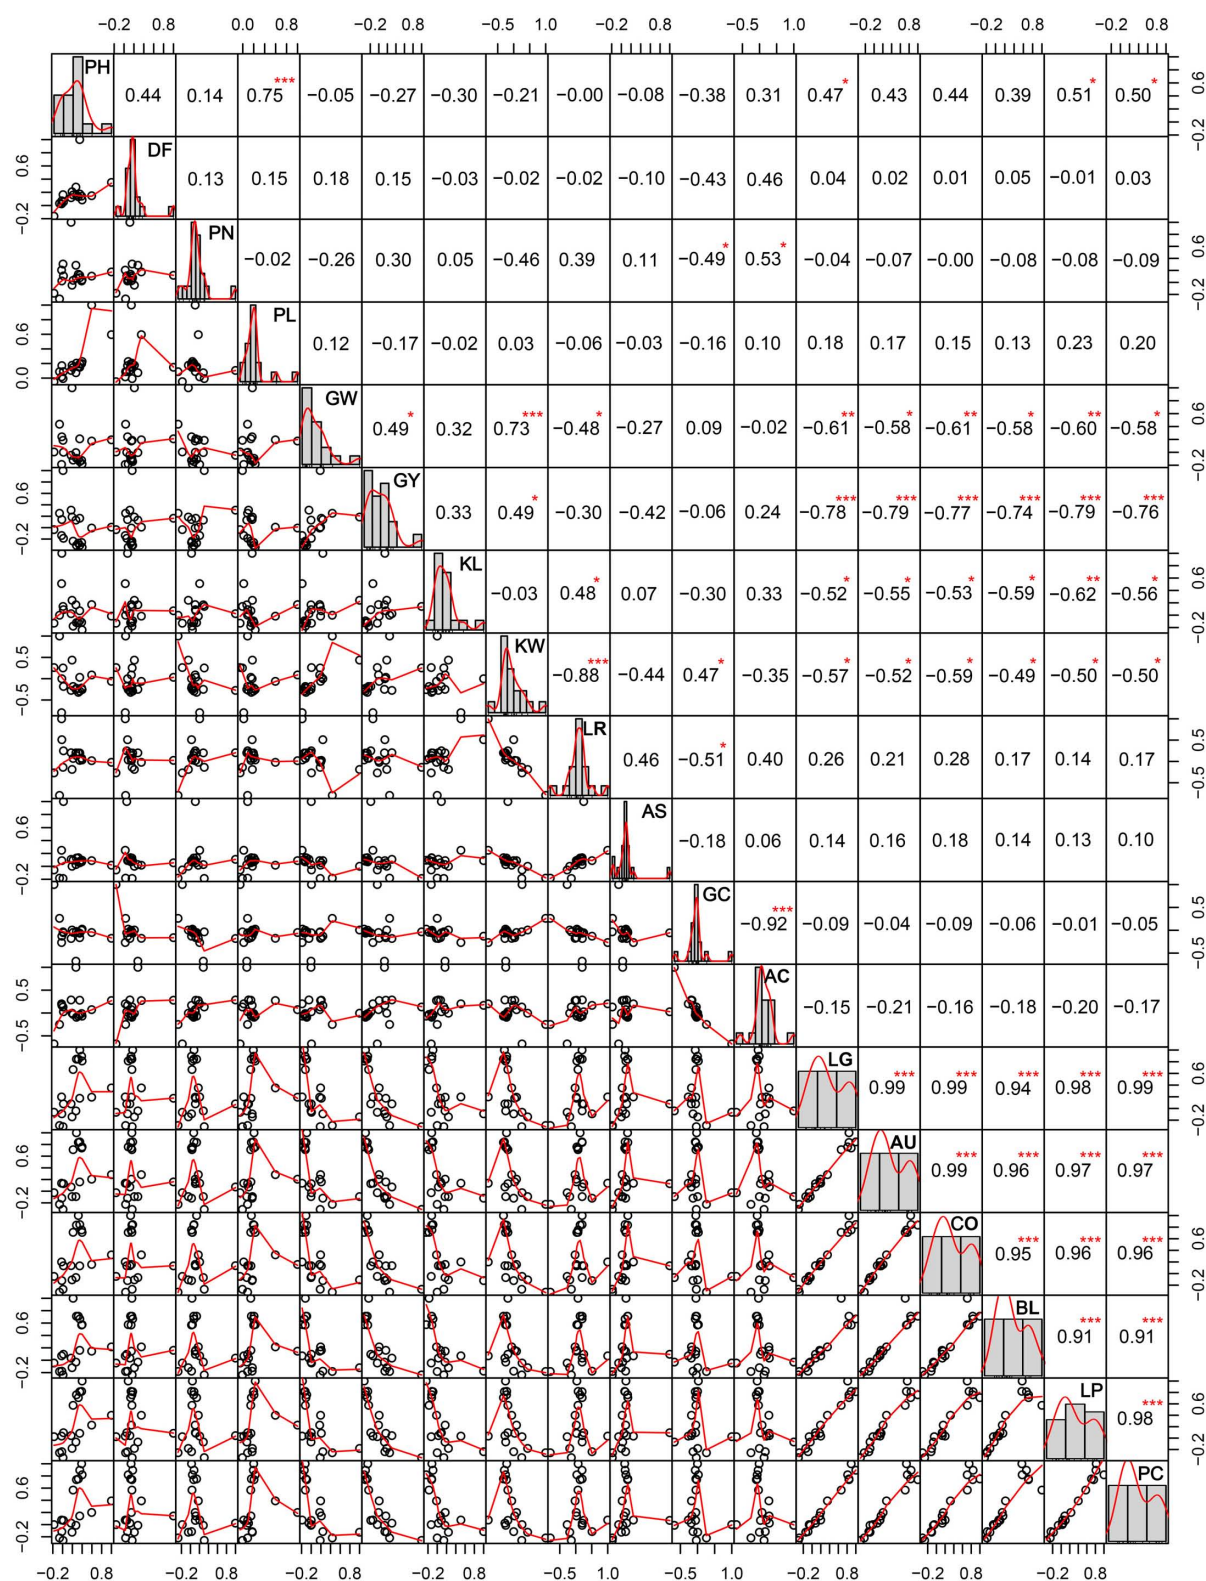 −0.2 0.8 0.0 0.8 −0.2 0.8 −0.5 1.0 −0.2 0.8 −0.5 1.0 −0.2 0.8 −0.2 0.8 −0.2 0.8
PH 0.44 0.14 0.75*** −0.05 −0.27 −0.30 −0.21 −0.00 −0.08 −0.38 0.31 0.47* 0.43 0.44 0.39 0.51* 0.50* −0.2 0.6
−0.2 0.6 DF 0.13 0.15 0.18 0.15 −0.03 −0.02 −0.02 −0.10 −0.43 0.46 0.04 0.02 0.01 0.05 −0.01 0.03
PN −0.02 −0.26 0.30 0.05 −0.46 0.39 0.11 −0.49* 0.53* −0.04 −0.07 −0.00 −0.08 −0.08 −0.09 −0.2 0.6
0.0 0.6 PL 0.12 −0.17 −0.02 0.03 −0.06 −0.03 −0.16 0.10 0.18 0.17 0.15 0.13 0.23 0.20
GW 0.49* 0.32 0.73*** −0.48* −0.27 0.09 −0.02 −0.61** −0.58* −0.61** −0.58* −0.60** −0.58* −0.2 0.6
−0.2 0.6 GY 0.33 0.49* −0.30 −0.42 −0.06 0.24 −0.78*** −0.79*** −0.77*** −0.74*** −0.79*** −0.76***
KL −0.03 0.48* 0.07 −0.30 0.33 −0.52* −0.55* −0.53* −0.59* −0.62** −0.56* −0.2 0.6
−0.5 0.5 KW −0.88*** −0.44 0.47* −0.35 −0.57* −0.52* −0.59* −0.49* −0.50* −0.50*
LR 0.46 −0.51* 0.40 0.26 0.21 0.28 0.17 0.14 0.17 −0.5 0.5
−0.2 0.6 AS −0.18 0.06 0.14 0.16 0.18 0.14 0.13 0.10
GC −0.92*** −0.09 −0.04 −0.09 −0.06 −0.01 −0.05 −0.5 0.5
−0.5 0.5 AC −0.15 −0.21 −0.16 −0.18 −0.20 −0.17
LG 0.99*** 0.99*** 0.94*** 0.98*** 0.99*** −0.2 0.6
−0.2 0.6 AU 0.99*** 0.96*** 0.97*** 0.97***
CO 0.95*** 0.96*** 0.96*** −0.2 0.6
−0.2 0.6 BL 0.91*** 0.91***
LP 0.98*** −0.2 0.6
−0.2 0.6 PC
−0.2 0.8 −0.2 0.8 −0.2 0.8 −0.2 0.8 −0.5 1.0 −0.5 1.0 −0.2 0.8 −0.2 0.8 −0.2 0.8